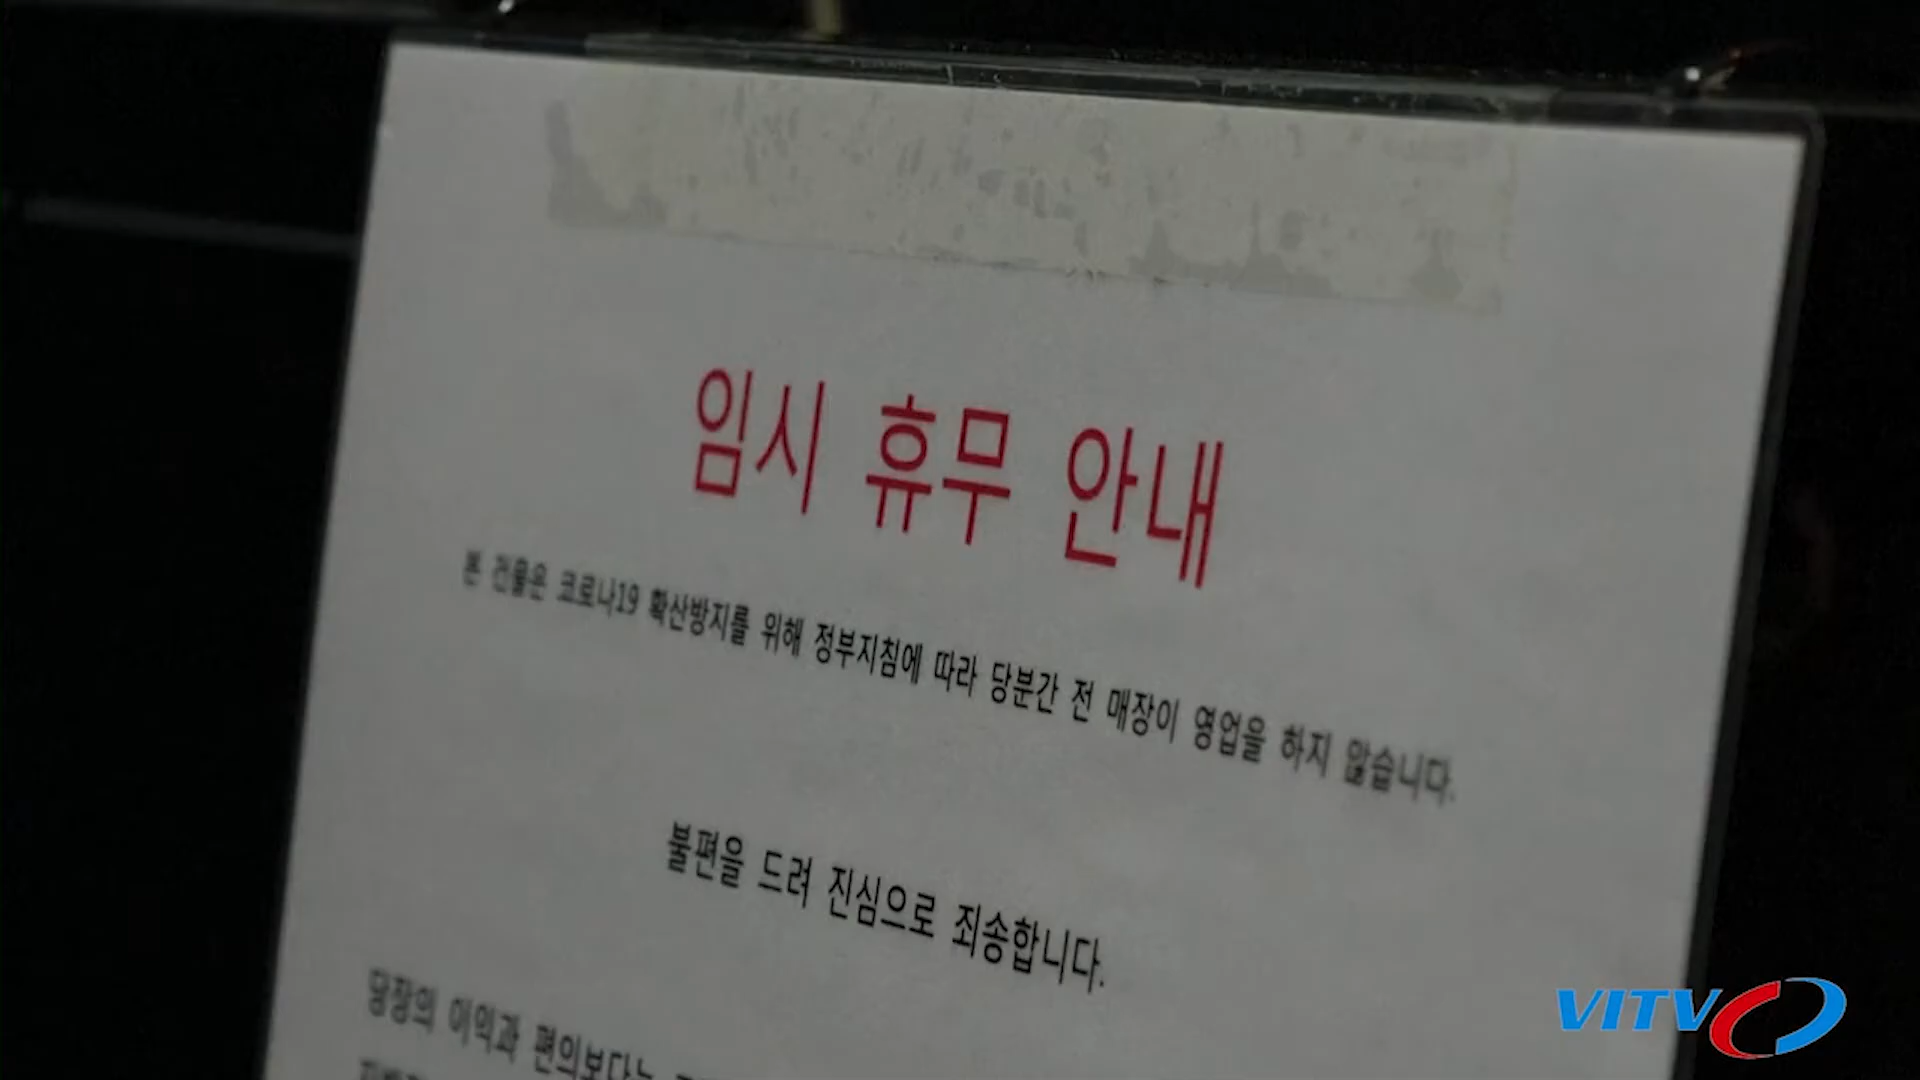 임시 휴무 안내
본 건물은 코로나19 확산방지를 위해 정부지침에 따라 당분간 전 매장이 영업을 하지 않습니다.
불편을 드려 진심으로 죄송합니다.
당장의 이익과 편의보다는
VITV